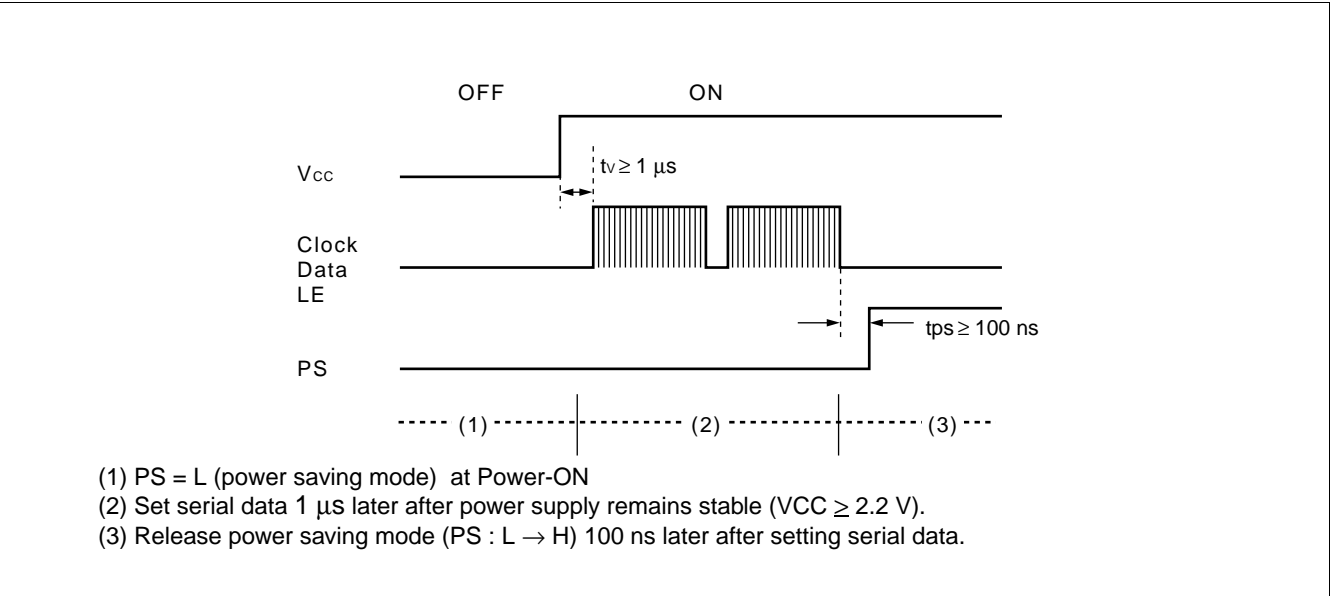 OFF ON
VCC
tV ≥ 1 μs
Clock
Data
LE
tps ≥ 100 ns
PS
(1) (2) (3)
(1) PS = L (power saving mode) at Power-ON
(2) Set serial data 1 μs later after power supply remains stable (VCC ≥ 2.2 V).
(3) Release power saving mode (PS : L → H) 100 ns later after setting serial data.